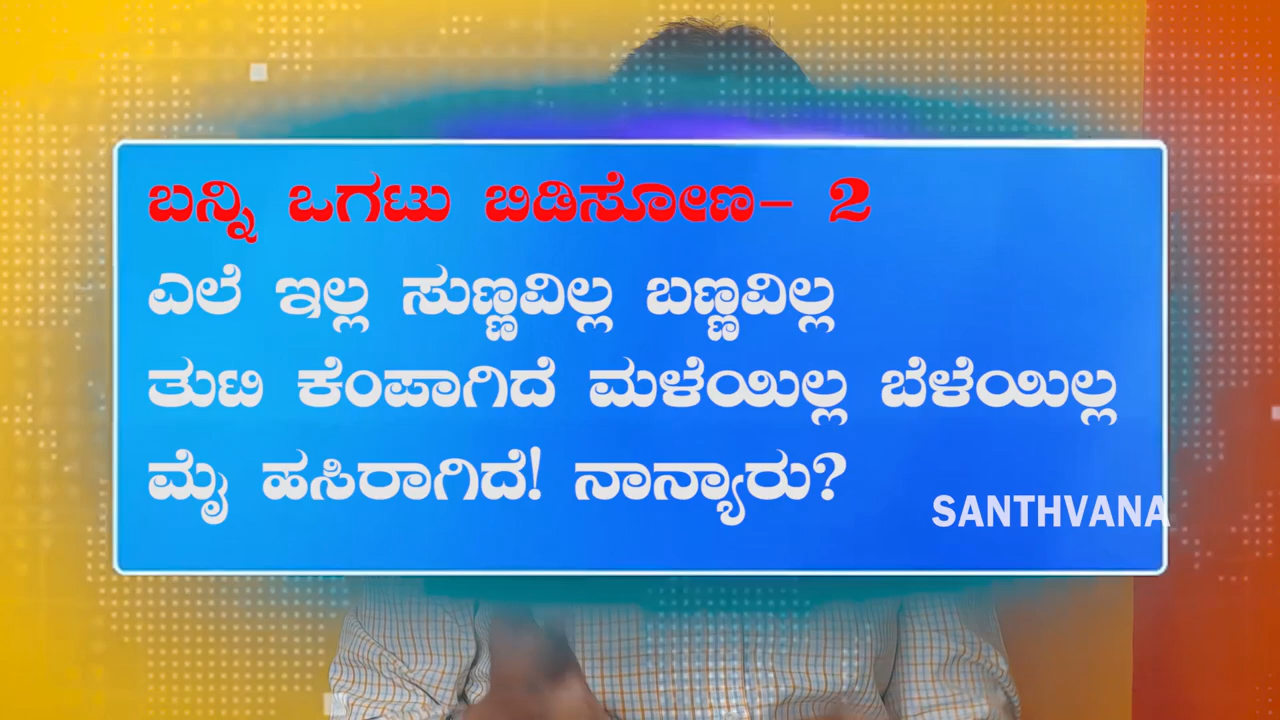 ಬನ್ನಿ ಒಗಟು ಬಿಡಿಸೋಣ– 2
ಎಲೆ ಇಲ್ಲ ಸುಣ್ಣವಿಲ್ಲ ಬಣ್ಣವಿಲ್ಲ
ತುಟಿ ಕೆಂಪಾಗಿದೆ ಮಳೆಯಿಲ್ಲ ಬೆಳೆಯಿಲ್ಲ
ಮೈ ಹಸಿರಾಗಿದೆ! ನಾನ್ಯಾರು?
SANTHVANA